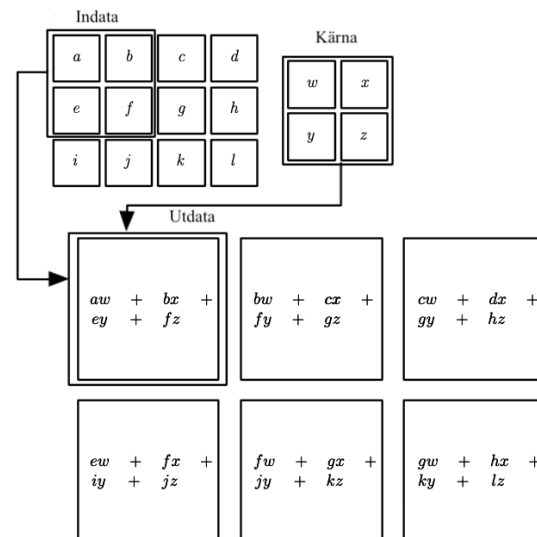 Indata
Kärna
a b c d
w x
e f g h
y z
i j k l
Utdata
aw + bx +
ey + fz
bw + cx +
fy + gz
cw + dx +
gy + hz
ew + fx +
iy + jz
fw + gx +
jy + kz
gw + hx +
ky + lz